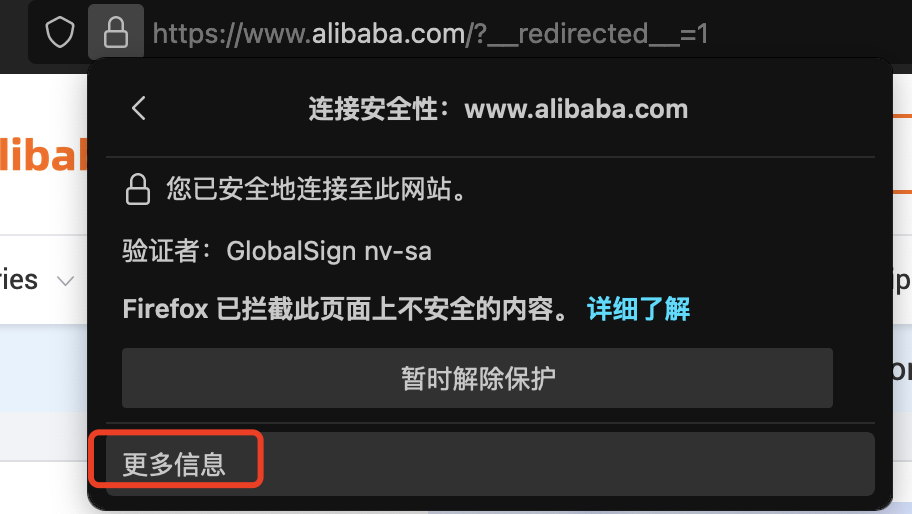 https://www.alibaba.com/?__redirected__=1
连接安全性：www.alibaba.com
libab
您已安全地连接至此网站。
验证者：GlobalSign nv-sa
ries
ip
Firefox 已拦截此页面上不安全的内容。 详细了解
暂时解除保护
or
更多信息